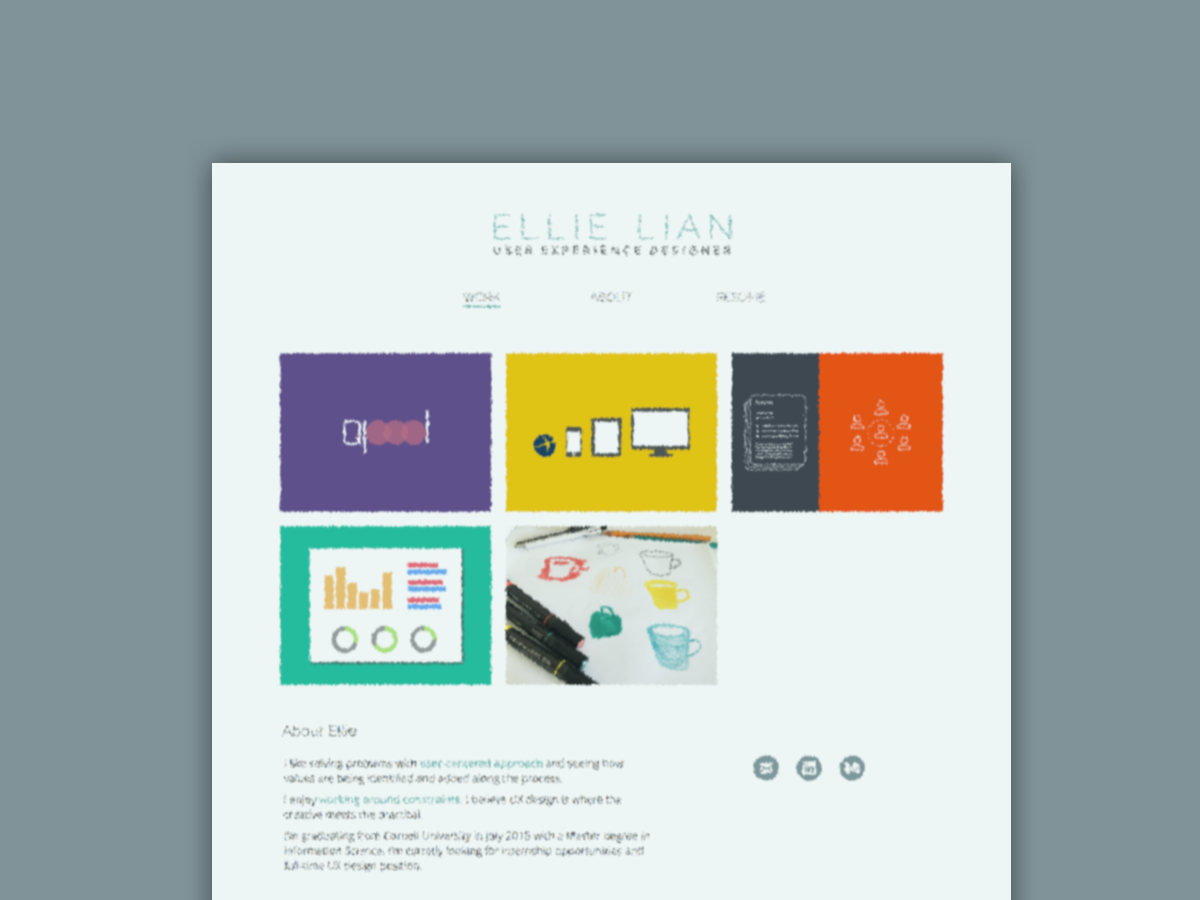 ELLIE LIAN
USER EXPERIENCE DESIGNER
WORK
ABOUT
RESUME
About Ellie
I like solving problems with user-centered approach and seeing how
values are being identified and added along the process.
I enjoy working around constraints. I believe UX design is where the
creative meets the practical.
I'm graduating from Cornell University in July 2015 with a Master degree in
Information Science. I'm currently looking for internship opportunities and
full-time UX design position.